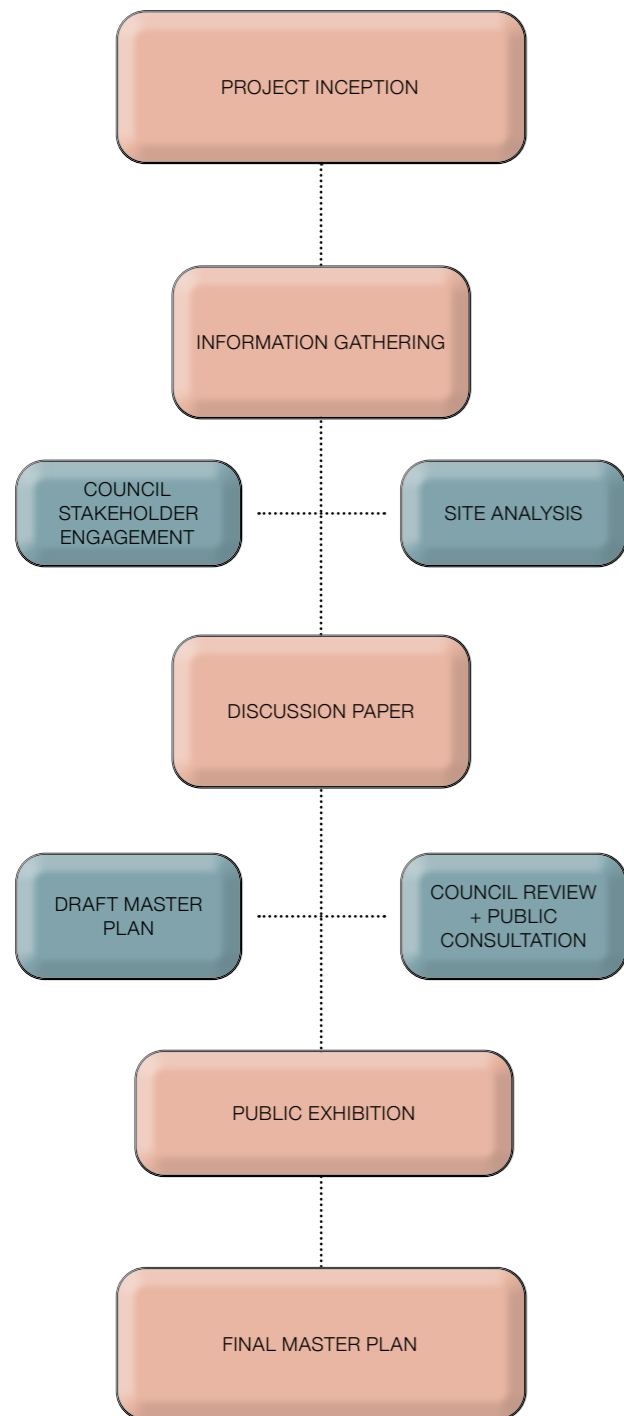 PROJECT INCEPTION
INFORMATION GATHERING
COUNCIL
STAKEHOLDER
ENGAGEMENT
SITE ANALYSIS
DISCUSSION PAPER
DRAFT MASTER
PLAN
COUNCIL REVIEW
+ PUBLIC
CONSULTATION
PUBLIC EXHIBITION
FINAL MASTER PLAN